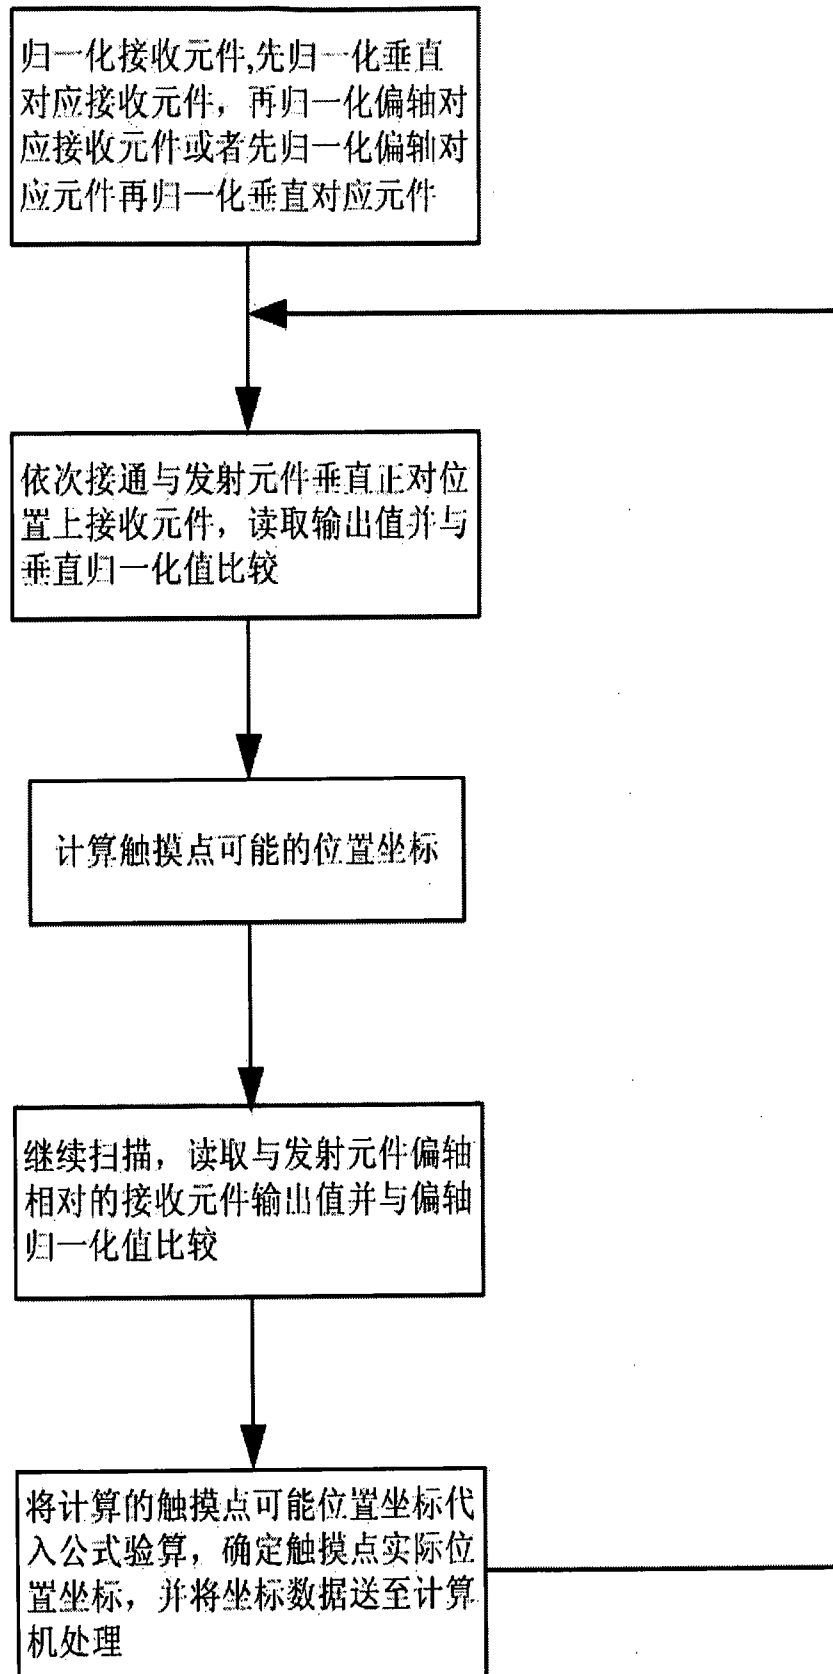 归一化接收元件,先归一化垂直
对应接收元件，再归一化偏轴对
应接收元件或者先归一化偏轴对
应元件再归一化垂直对应元件
依次接通与发射元件垂直正对位
置上接收元件，读取输出值并与
垂直归一化值比较
计算触摸点可能的位置坐标
继续扫描，读取与发射元件偏轴
相对的接收元件输出值并与偏轴
归一化值比较
将计算的触摸点可能位置坐标代
入公式验算，确定触摸点实际位
置坐标，并将坐标数据送至计算
机处理